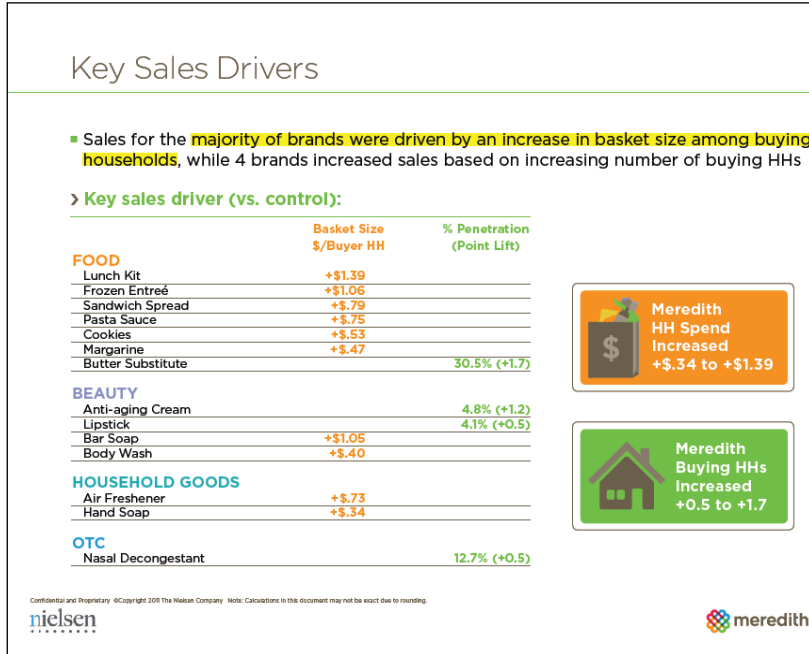 Key Sales Drivers
Sales for the majority of brands were driven by an increase in basket size among buying
households, while 4 brands increased sales based on increasing number of buying HHs
Key sales driver (vs. control):
Basket Size % Penetration
$/Buyer HH (Point Lift)
FOOD
Lunch Kit +$1.39
Frozen Entreé +$1.06
Sandwich Spread +$.79
Pasta Sauce +$.75
Cookies +$.53
Margarine +$.47
Butter Substitute 30.5% (+1.7)
BEAUTY
Anti-aging Cream 4.8% (+1.2)
Lipstick 4.1% (+0.5)
Bar Soap +$1.05
Body Wash +$.40
HOUSEHOLD GOODS
Air Freshener +$.73
Hand Soap +$.34
OTC
Nasal Decongestant 12.7% (+0.5)
$
Meredith
HH Spend
Increased
+$.34 to +$1.39
Meredith
Buying HHs
Increased
+0.5 to +1.7
Confidential and Proprietary ©Copyright 2011 The Nielsen Company Note: Calculations in this document may not be exact due to rounding.
nielsen
meredith